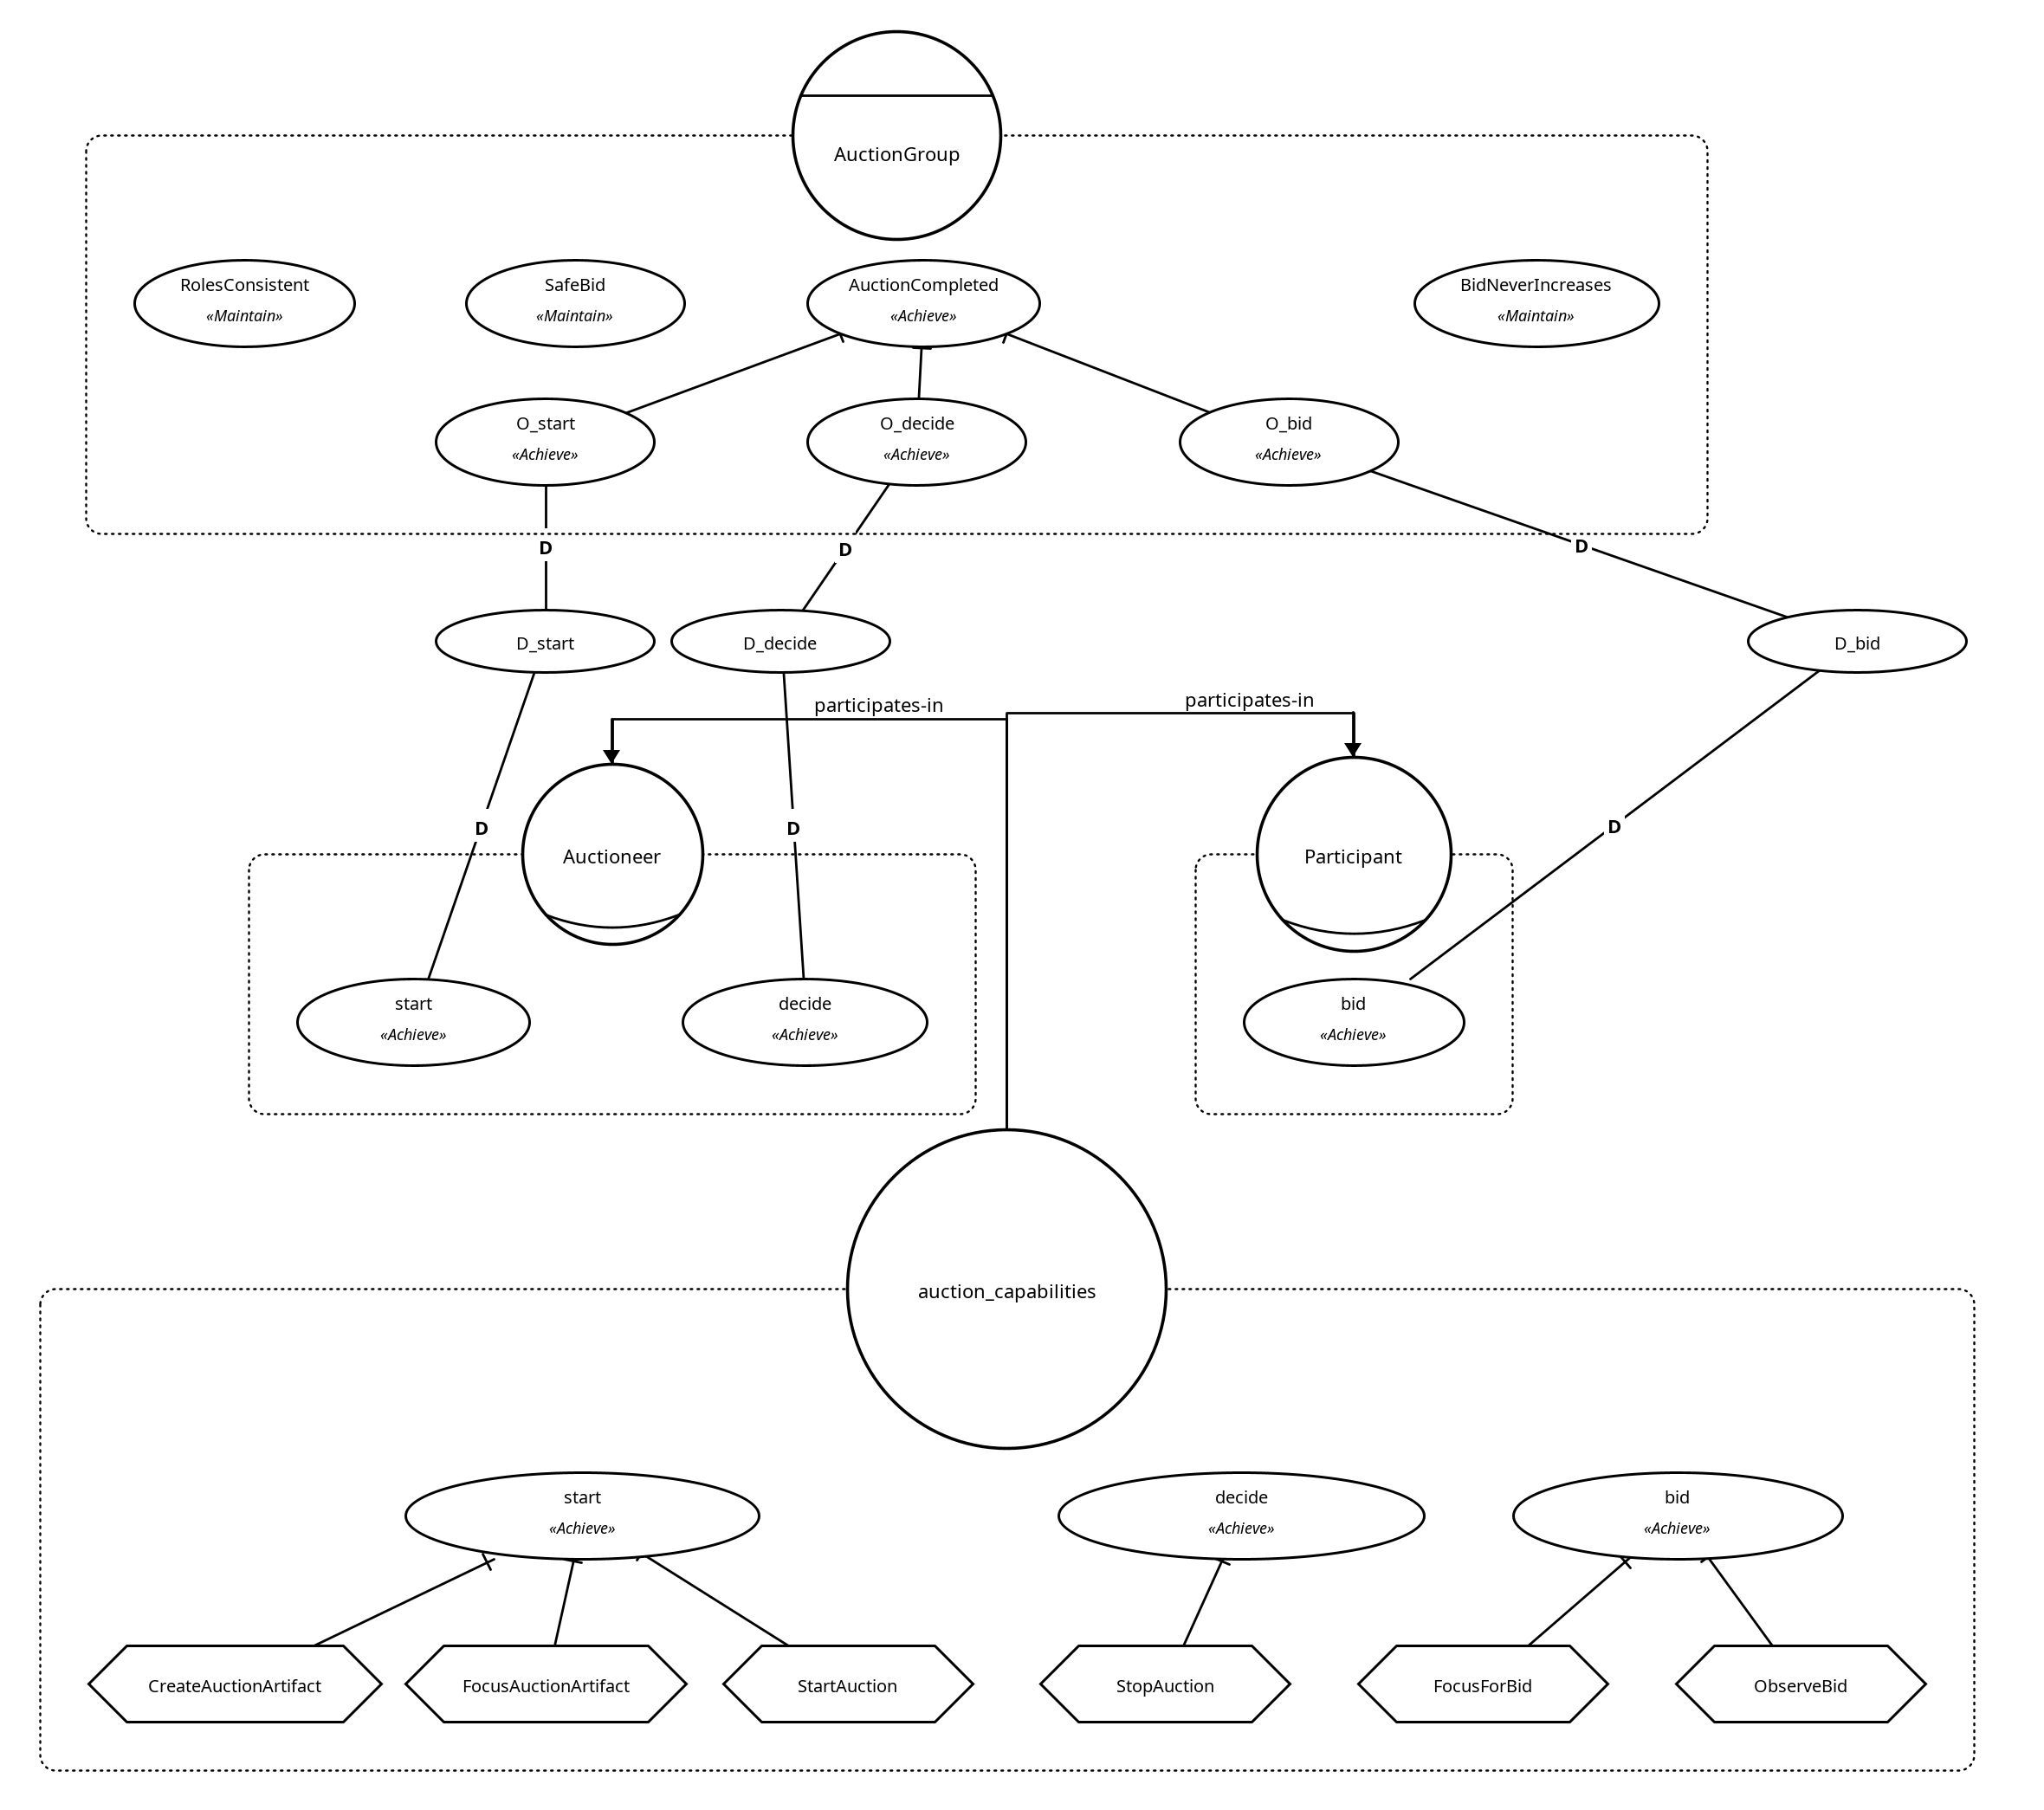 AuctionGroup
RolesConsistent
«Maintain»
SafeBid
«Maintain»
AuctionCompleted
«Achieve»
BidNeverIncreases
«Maintain»
O_start
«Achieve»
O_decide
«Achieve»
O_bid
«Achieve»
D
D
D
D_start
D_decide
D_bid
participates-in
participates-in
D
D
D
Auctioneer
Participant
start
«Achieve»
decide
«Achieve»
bid
«Achieve»
auction_capabilities
start
«Achieve»
decide
«Achieve»
bid
«Achieve»
CreateAuctionArtifact
FocusAuctionArtifact
StartAuction
StopAuction
FocusForBid
ObserveBid